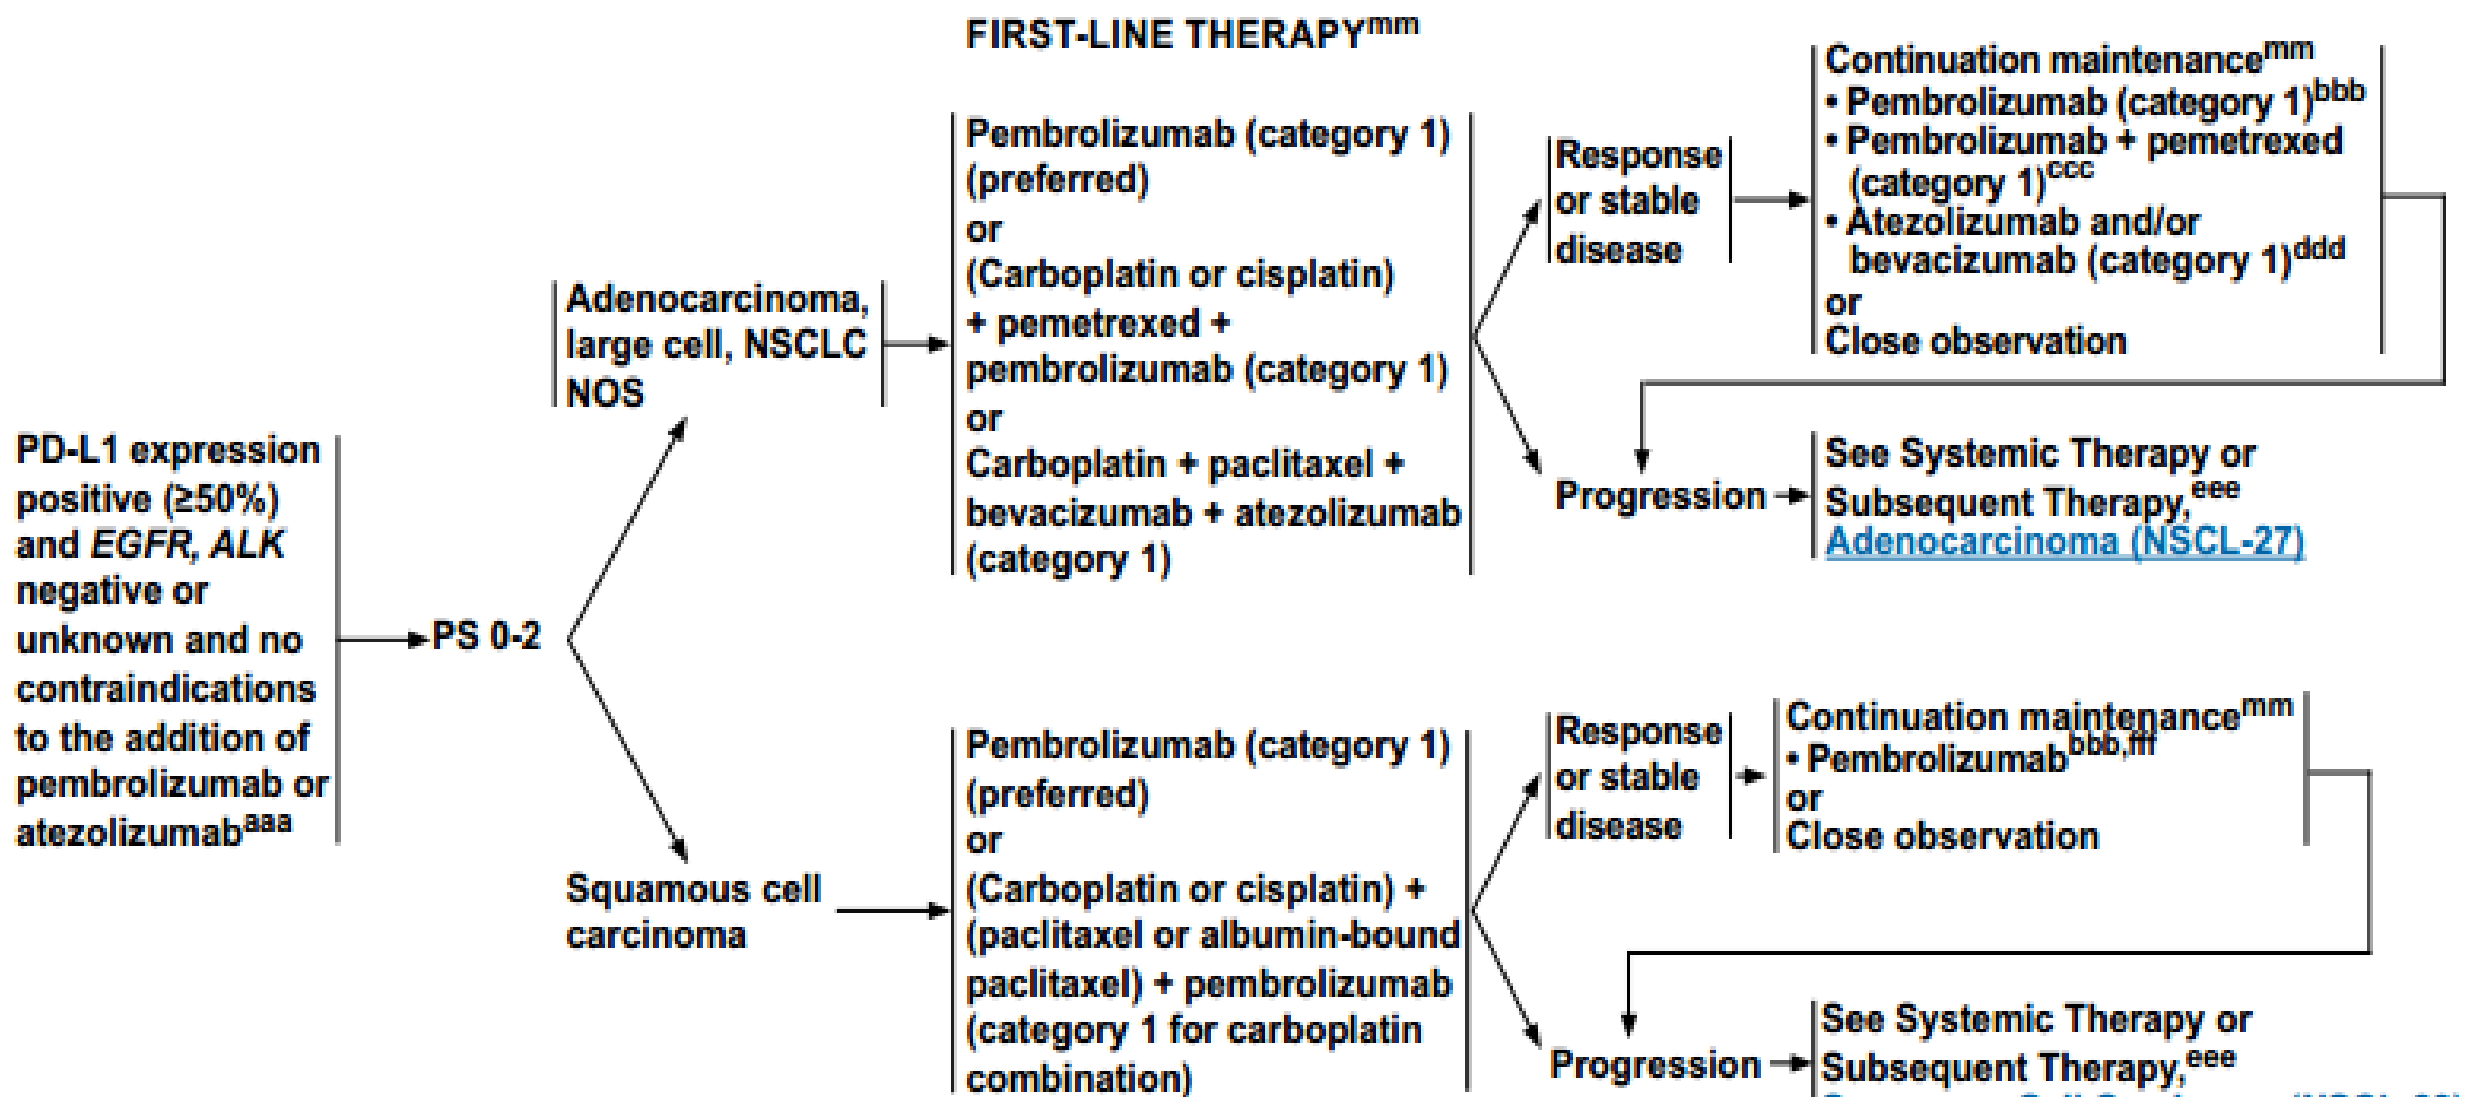 FIRST-LINE THERAPYmm
PD-L1 expression
positive (≥50%)
and EGFR, ALK
negative or
unknown and no
contraindications
to the addition of
pembrolizumab or
atezolizumabaaa
PS 0-2
Adenocarcinoma,
large cell, NSCLC
NOS
Pembrolizumab (category 1)
(preferred)
or
(Carboplatin or cisplatin)
+ pemetrexed +
pembrolizumab (category 1)
or
Carboplatin + paclitaxel +
bevacizumab + atezolizumab
(category 1)
Response
or stable
disease
Continuation maintenancemm
• Pembrolizumab (category 1)bbb
• Pembrolizumab + pemetrexed
(category 1)ccc
• Atezolizumab and/or
bevacizumab (category 1)ddd
or
Close observation
Progression
See Systemic Therapy or
Subsequent Therapy,eee
Adenocarcinoma (NSCL-27)
Squamous cell
carcinoma
Pembrolizumab (category 1)
(preferred)
or
(Carboplatin or cisplatin) +
(paclitaxel or albumin-bound
paclitaxel) + pembrolizumab
(category 1 for carboplatin
combination)
Response
or stable
disease
Continuation maintenancemm
• Pembrolizumabbbb,fff
or
Close observation
Progression
See Systemic Therapy or
Subsequent Therapy,eee